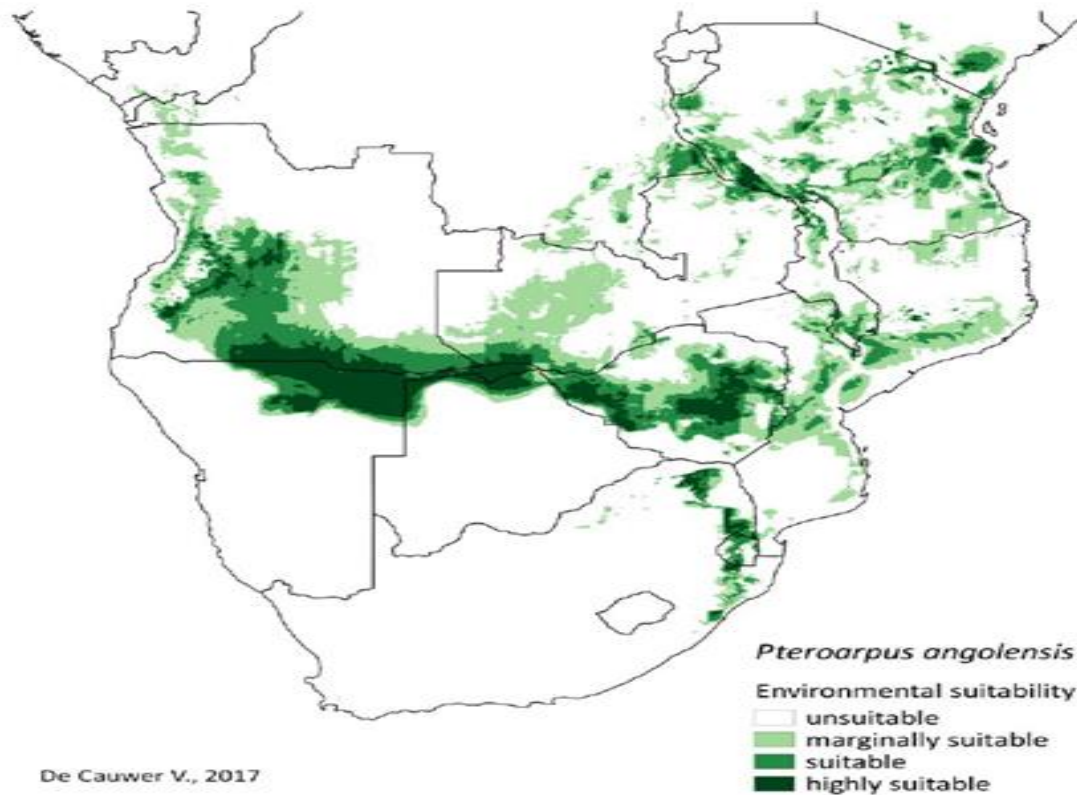 Pteroarpus angolensis
Environmental suitability
unsuitable
marginally suitable
suitable
highly suitable
De Cauwer V., 2017